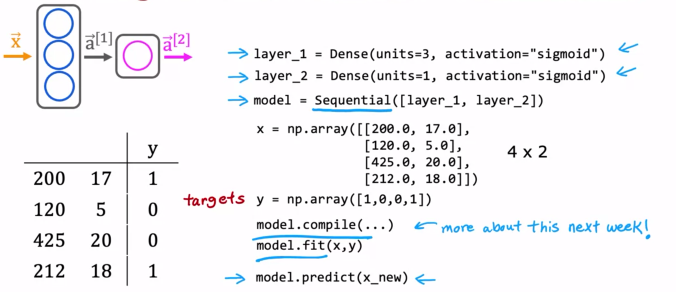 x⃗ a⃗[1] a⃗[2]
layer_1 = Dense(units=3, activation="sigmoid")
layer_2 = Dense(units=1, activation="sigmoid")
model = Sequential([layer_1, layer_2])
x = np.array([[200.0, 17.0],
[120.0, 5.0],
[425.0, 20.0],
[212.0, 18.0]])
4 x 2
y
200 17 1
120 5 0
425 20 0
212 18 1
targets y = np.array([1,0,0,1])
model.compile(...) more about this next week!
model.fit(x,y)
model.predict(x_new)